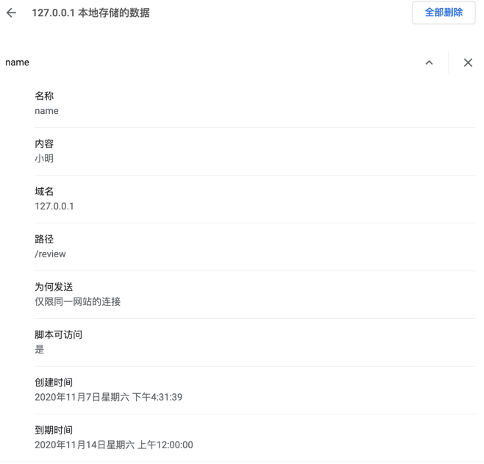 127.0.0.1 本地存储的数据
全部删除
name
名称
name
内容
小明
域名
127.0.0.1
路径
/review
为何发送
仅限同一网站的连接
脚本可访问
是
创建时间
2020年11月7日星期六 下午4:31:39
到期时间
2020年11月14日星期六 上午12:00:00